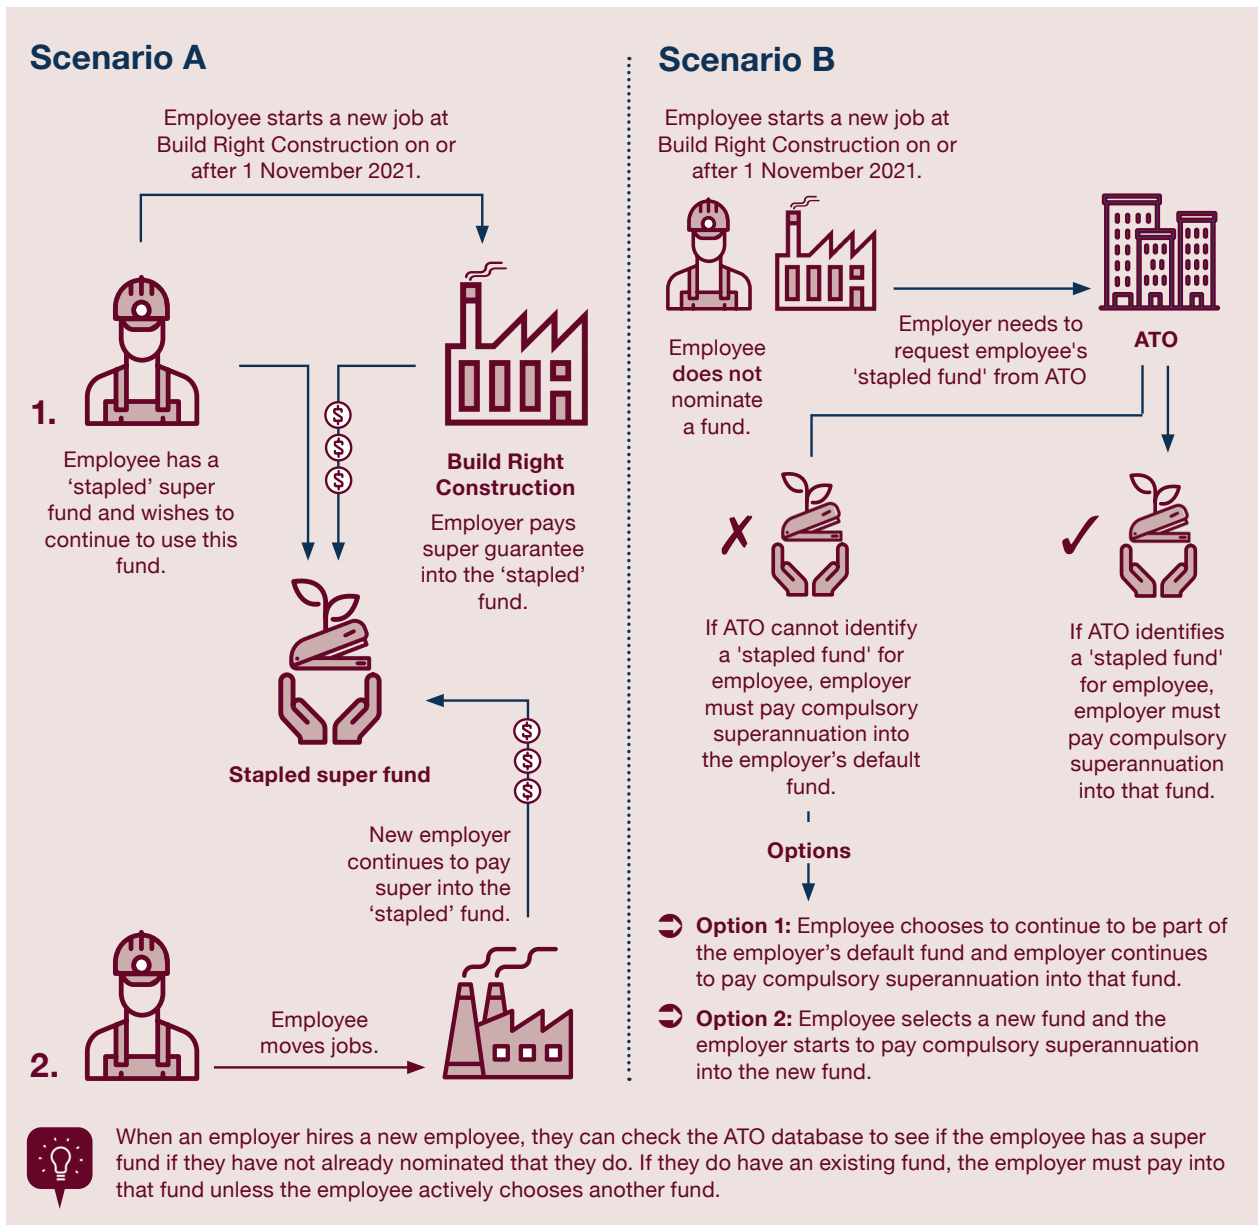 Scenario A
Employee starts a new job at
Build Right Construction on or
after 1 November 2021.
1.
Employee has a
‘stapled’ super
fund and wishes to
continue to use this
fund.
$
$
$
Build Right
Construction
Employer pays
super guarantee
into the ‘stapled’
fund.
Stapled super fund
$
$
$
New employer
continues to pay
super into the
‘stapled’ fund.
2.
Employee
moves jobs.
Scenario B
Employee starts a new job at
Build Right Construction on or
after 1 November 2021.
Employee
does not
nominate
a fund.
Employer needs to
request employee's
'stapled fund' from ATO
ATO
If ATO cannot identify
a 'stapled fund' for
employee, employer
must pay compulsory
superannuation into
the employer’s default
fund.
If ATO identifies
a 'stapled fund'
for employee,
employer must
pay compulsory
superannuation
into that fund.
Options
Option 1: Employee chooses to continue to be part of
the employer’s default fund and employer continues
to pay compulsory superannuation into that fund.
Option 2: Employee selects a new fund and the
employer starts to pay compulsory superannuation
into the new fund.
When an employer hires a new employee, they can check the ATO database to see if the employee has a super
fund if they have not already nominated that they do. If they do have an existing fund, the employer must pay into
that fund unless the employee actively chooses another fund.